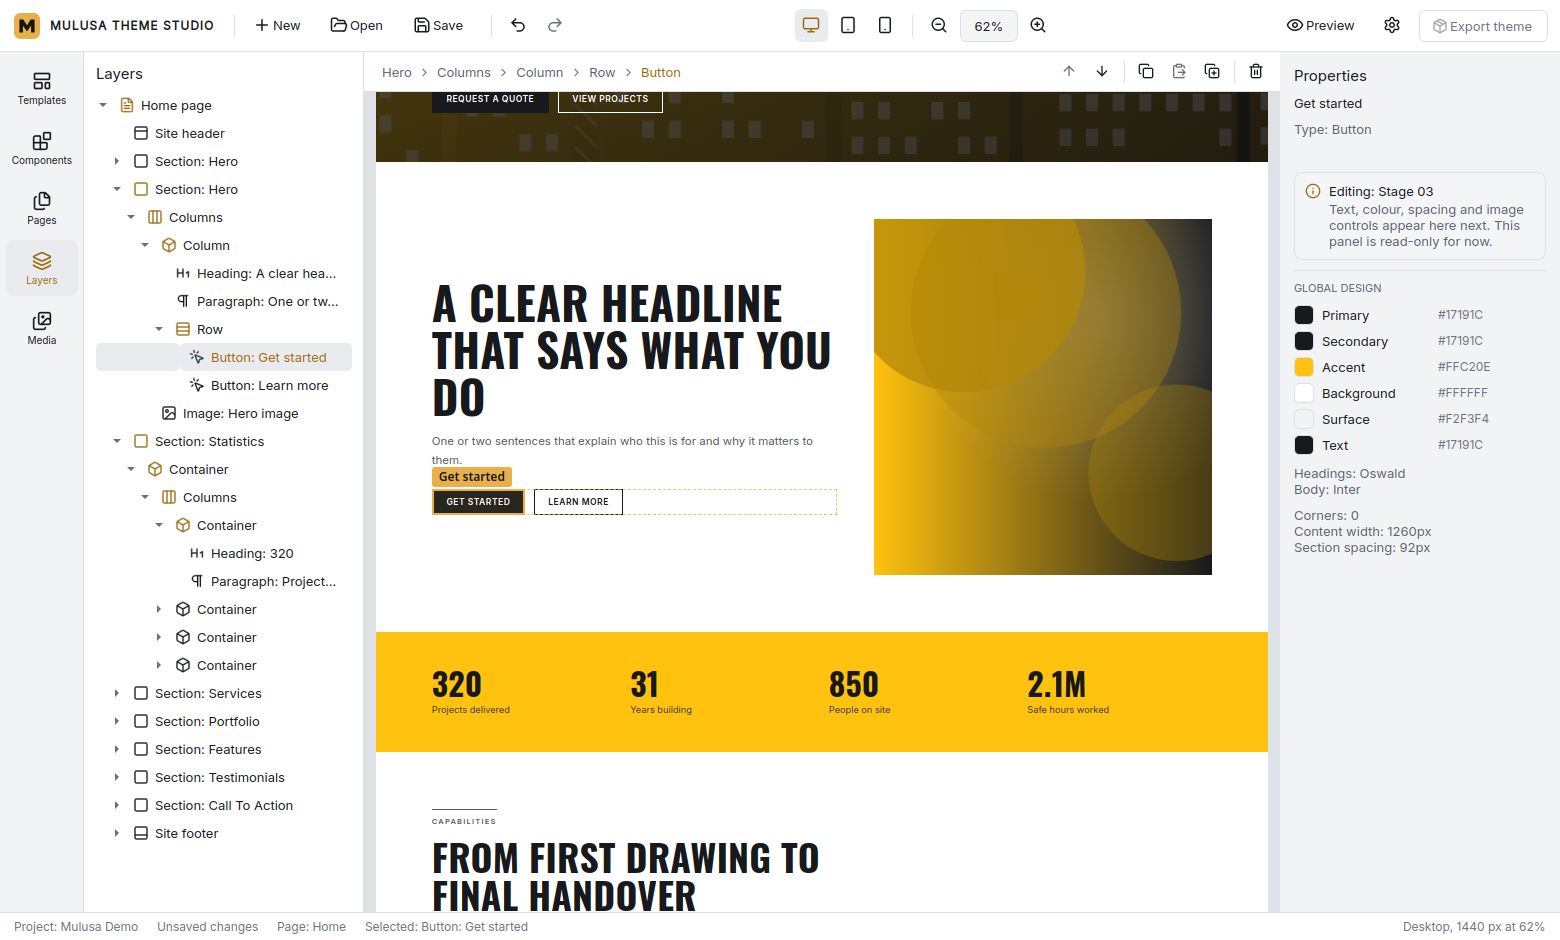 MULUSA THEME STUDIO
New
Open
Save
62%
Preview
Export theme
Templates
Components
Pages
Layers
Media
Layers
Home page
Site header
Section: Hero
Section: Hero
Columns
Column
Heading: A clear hea...
Paragraph: One or tw...
Row
Button: Get started
Button: Learn more
Image: Hero image
Section: Statistics
Container
Columns
Container
Heading: 320
Paragraph: Project...
Container
Container
Container
Section: Services
Section: Portfolio
Section: Features
Section: Testimonials
Section: Call To Action
Site footer
Hero > Columns > Column > Row > Button
REQUEST A QUOTE
VIEW PROJECTS
A CLEAR HEADLINE
THAT SAYS WHAT YOU
DO
One or two sentences that explain who this is for and why it matters to
them.
Get started
GET STARTED
LEARN MORE
320
Projects delivered
31
Years building
850
People on site
2.1M
Safe hours worked
CAPABILITIES
FROM FIRST DRAWING TO
FINAL HANDOVER
Properties
Get started
Type: Button
Editing: Stage 03
Text, colour, spacing and image
controls appear here next. This
panel is read-only for now.
GLOBAL DESIGN
Primary #17191C
Secondary #17191C
Accent #FFC20E
Background #FFFFFF
Surface #F2F3F4
Text #17191C
Headings: Oswald
Body: Inter
Corners: 0
Content width: 1260px
Section spacing: 92px
Project: Mulusa Demo
Unsaved changes
Page: Home
Selected: Button: Get started
Desktop, 1440 px at 62%